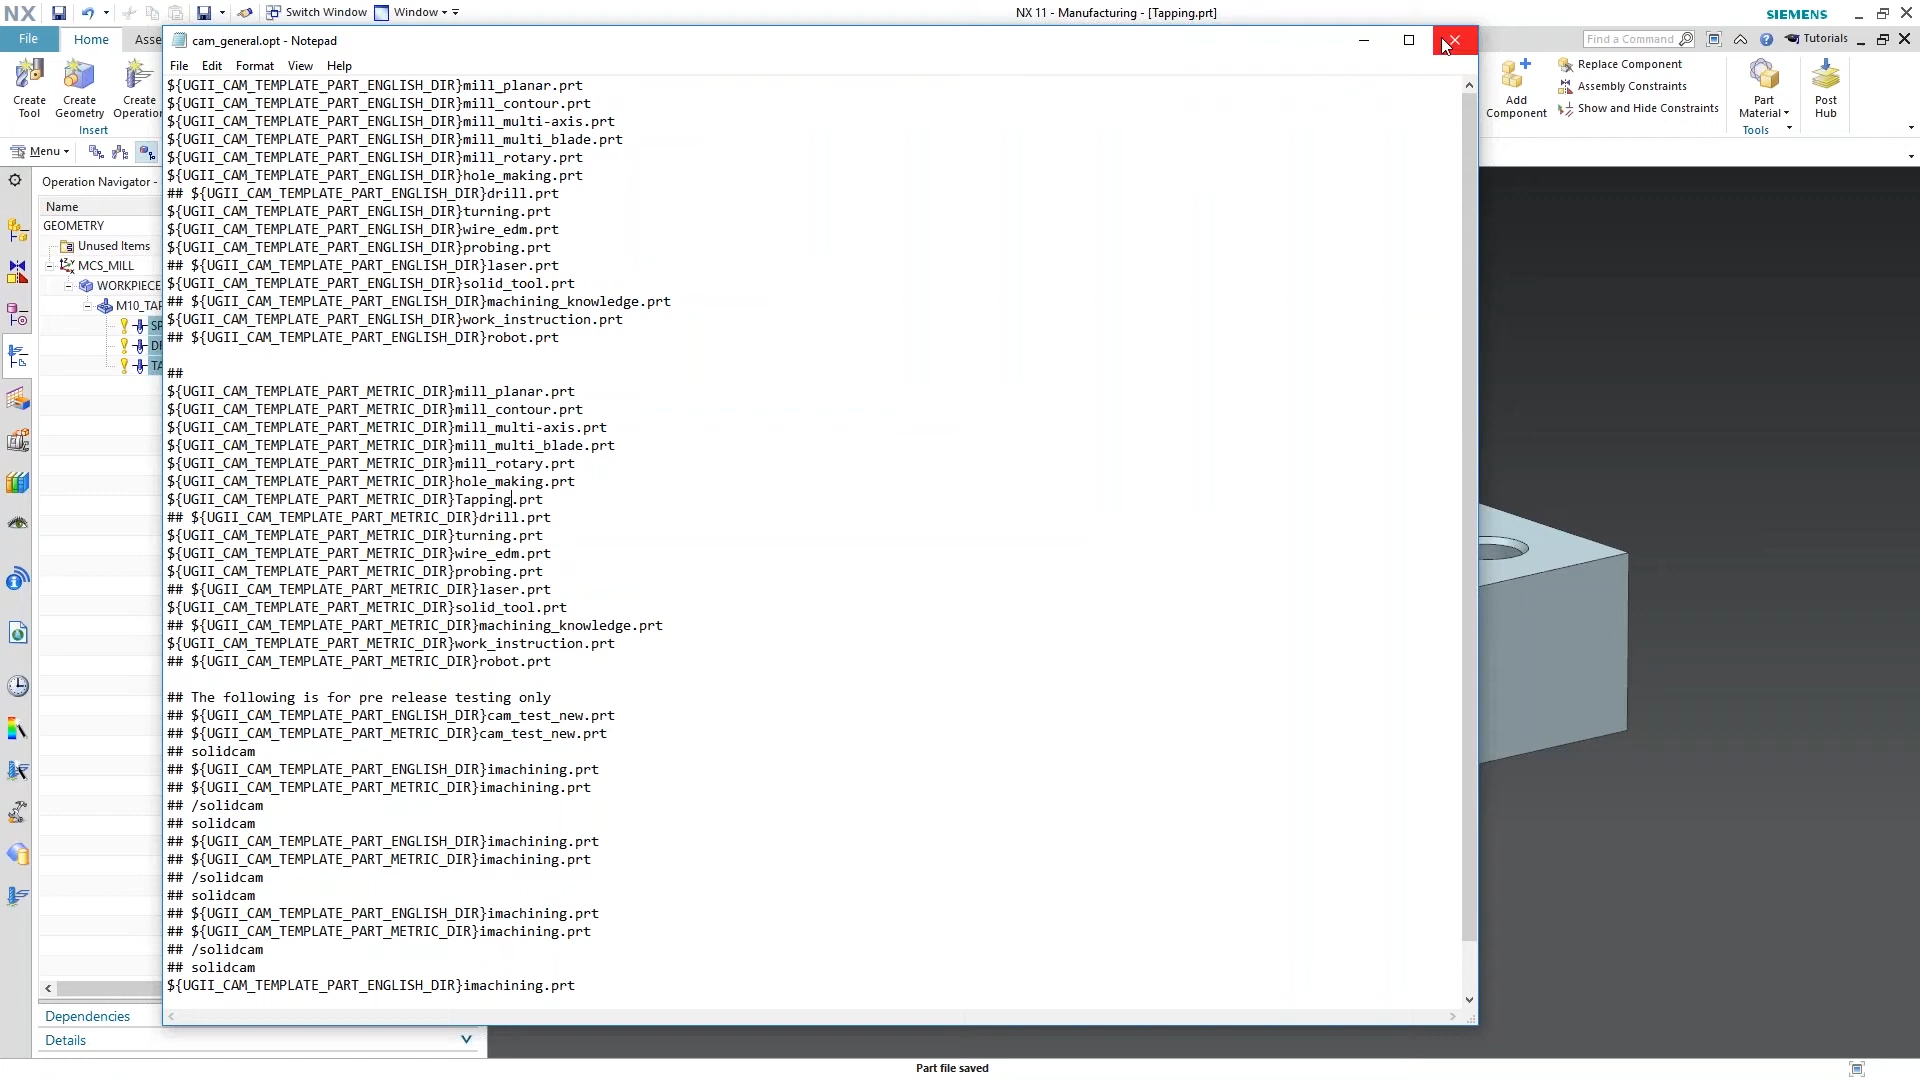 NX
Switch Window
Window
NX 11 - Manufacturing - [Tapping.prt]
SIEMENS
File
Home
Asse
Find a Command
Tutorials
Create Tool
Create Geometry
Create Operation
Insert
Add Component
Replace Component
Assembly Constraints
Show and Hide Constraints
Part Material
Tools
Post Hub
Menu
cam_general.opt - Notepad
File Edit Format View Help
${UGII_CAM_TEMPLATE_PART_ENGLISH_DIR}mill_planar.prt
${UGII_CAM_TEMPLATE_PART_ENGLISH_DIR}mill_contour.prt
${UGII_CAM_TEMPLATE_PART_ENGLISH_DIR}mill_multi-axis.prt
${UGII_CAM_TEMPLATE_PART_ENGLISH_DIR}mill_multi_blade.prt
${UGII_CAM_TEMPLATE_PART_ENGLISH_DIR}mill_rotary.prt
${UGII_CAM_TEMPLATE_PART_ENGLISH_DIR}hole_making.prt
## ${UGII_CAM_TEMPLATE_PART_ENGLISH_DIR}drill.prt
${UGII_CAM_TEMPLATE_PART_ENGLISH_DIR}turning.prt
${UGII_CAM_TEMPLATE_PART_ENGLISH_DIR}wire_edm.prt
${UGII_CAM_TEMPLATE_PART_ENGLISH_DIR}probing.prt
## ${UGII_CAM_TEMPLATE_PART_ENGLISH_DIR}laser.prt
${UGII_CAM_TEMPLATE_PART_ENGLISH_DIR}solid_tool.prt
## ${UGII_CAM_TEMPLATE_PART_ENGLISH_DIR}machining_knowledge.prt
${UGII_CAM_TEMPLATE_PART_ENGLISH_DIR}work_instruction.prt
## ${UGII_CAM_TEMPLATE_PART_ENGLISH_DIR}robot.prt
##
${UGII_CAM_TEMPLATE_PART_METRIC_DIR}mill_planar.prt
${UGII_CAM_TEMPLATE_PART_METRIC_DIR}mill_contour.prt
${UGII_CAM_TEMPLATE_PART_METRIC_DIR}mill_multi-axis.prt
${UGII_CAM_TEMPLATE_PART_METRIC_DIR}mill_multi_blade.prt
${UGII_CAM_TEMPLATE_PART_METRIC_DIR}mill_rotary.prt
${UGII_CAM_TEMPLATE_PART_METRIC_DIR}hole_making.prt
${UGII_CAM_TEMPLATE_PART_METRIC_DIR}Tapping.prt
## ${UGII_CAM_TEMPLATE_PART_METRIC_DIR}drill.prt
${UGII_CAM_TEMPLATE_PART_METRIC_DIR}turning.prt
${UGII_CAM_TEMPLATE_PART_METRIC_DIR}wire_edm.prt
${UGII_CAM_TEMPLATE_PART_METRIC_DIR}probing.prt
## ${UGII_CAM_TEMPLATE_PART_METRIC_DIR}laser.prt
${UGII_CAM_TEMPLATE_PART_METRIC_DIR}solid_tool.prt
## ${UGII_CAM_TEMPLATE_PART_METRIC_DIR}machining_knowledge.prt
${UGII_CAM_TEMPLATE_PART_METRIC_DIR}work_instruction.prt
## ${UGII_CAM_TEMPLATE_PART_METRIC_DIR}robot.prt
## The following is for pre release testing only
## ${UGII_CAM_TEMPLATE_PART_ENGLISH_DIR}cam_test_new.prt
## ${UGII_CAM_TEMPLATE_PART_METRIC_DIR}cam_test_new.prt
## solidcam
## ${UGII_CAM_TEMPLATE_PART_ENGLISH_DIR}imachining.prt
## ${UGII_CAM_TEMPLATE_PART_METRIC_DIR}imachining.prt
## /solidcam
## solidcam
## ${UGII_CAM_TEMPLATE_PART_ENGLISH_DIR}imachining.prt
## ${UGII_CAM_TEMPLATE_PART_METRIC_DIR}imachining.prt
## /solidcam
## solidcam
## ${UGII_CAM_TEMPLATE_PART_ENGLISH_DIR}imachining.prt
## ${UGII_CAM_TEMPLATE_PART_METRIC_DIR}imachining.prt
## /solidcam
## solidcam
${UGII_CAM_TEMPLATE_PART_ENGLISH_DIR}imachining.prt
Operation Navigator -
Name
GEOMETRY
Unused Items
MCS_MILL
WORKPIECE
M10_TAP
SP
DR
TA
Dependencies
Details
Part file saved